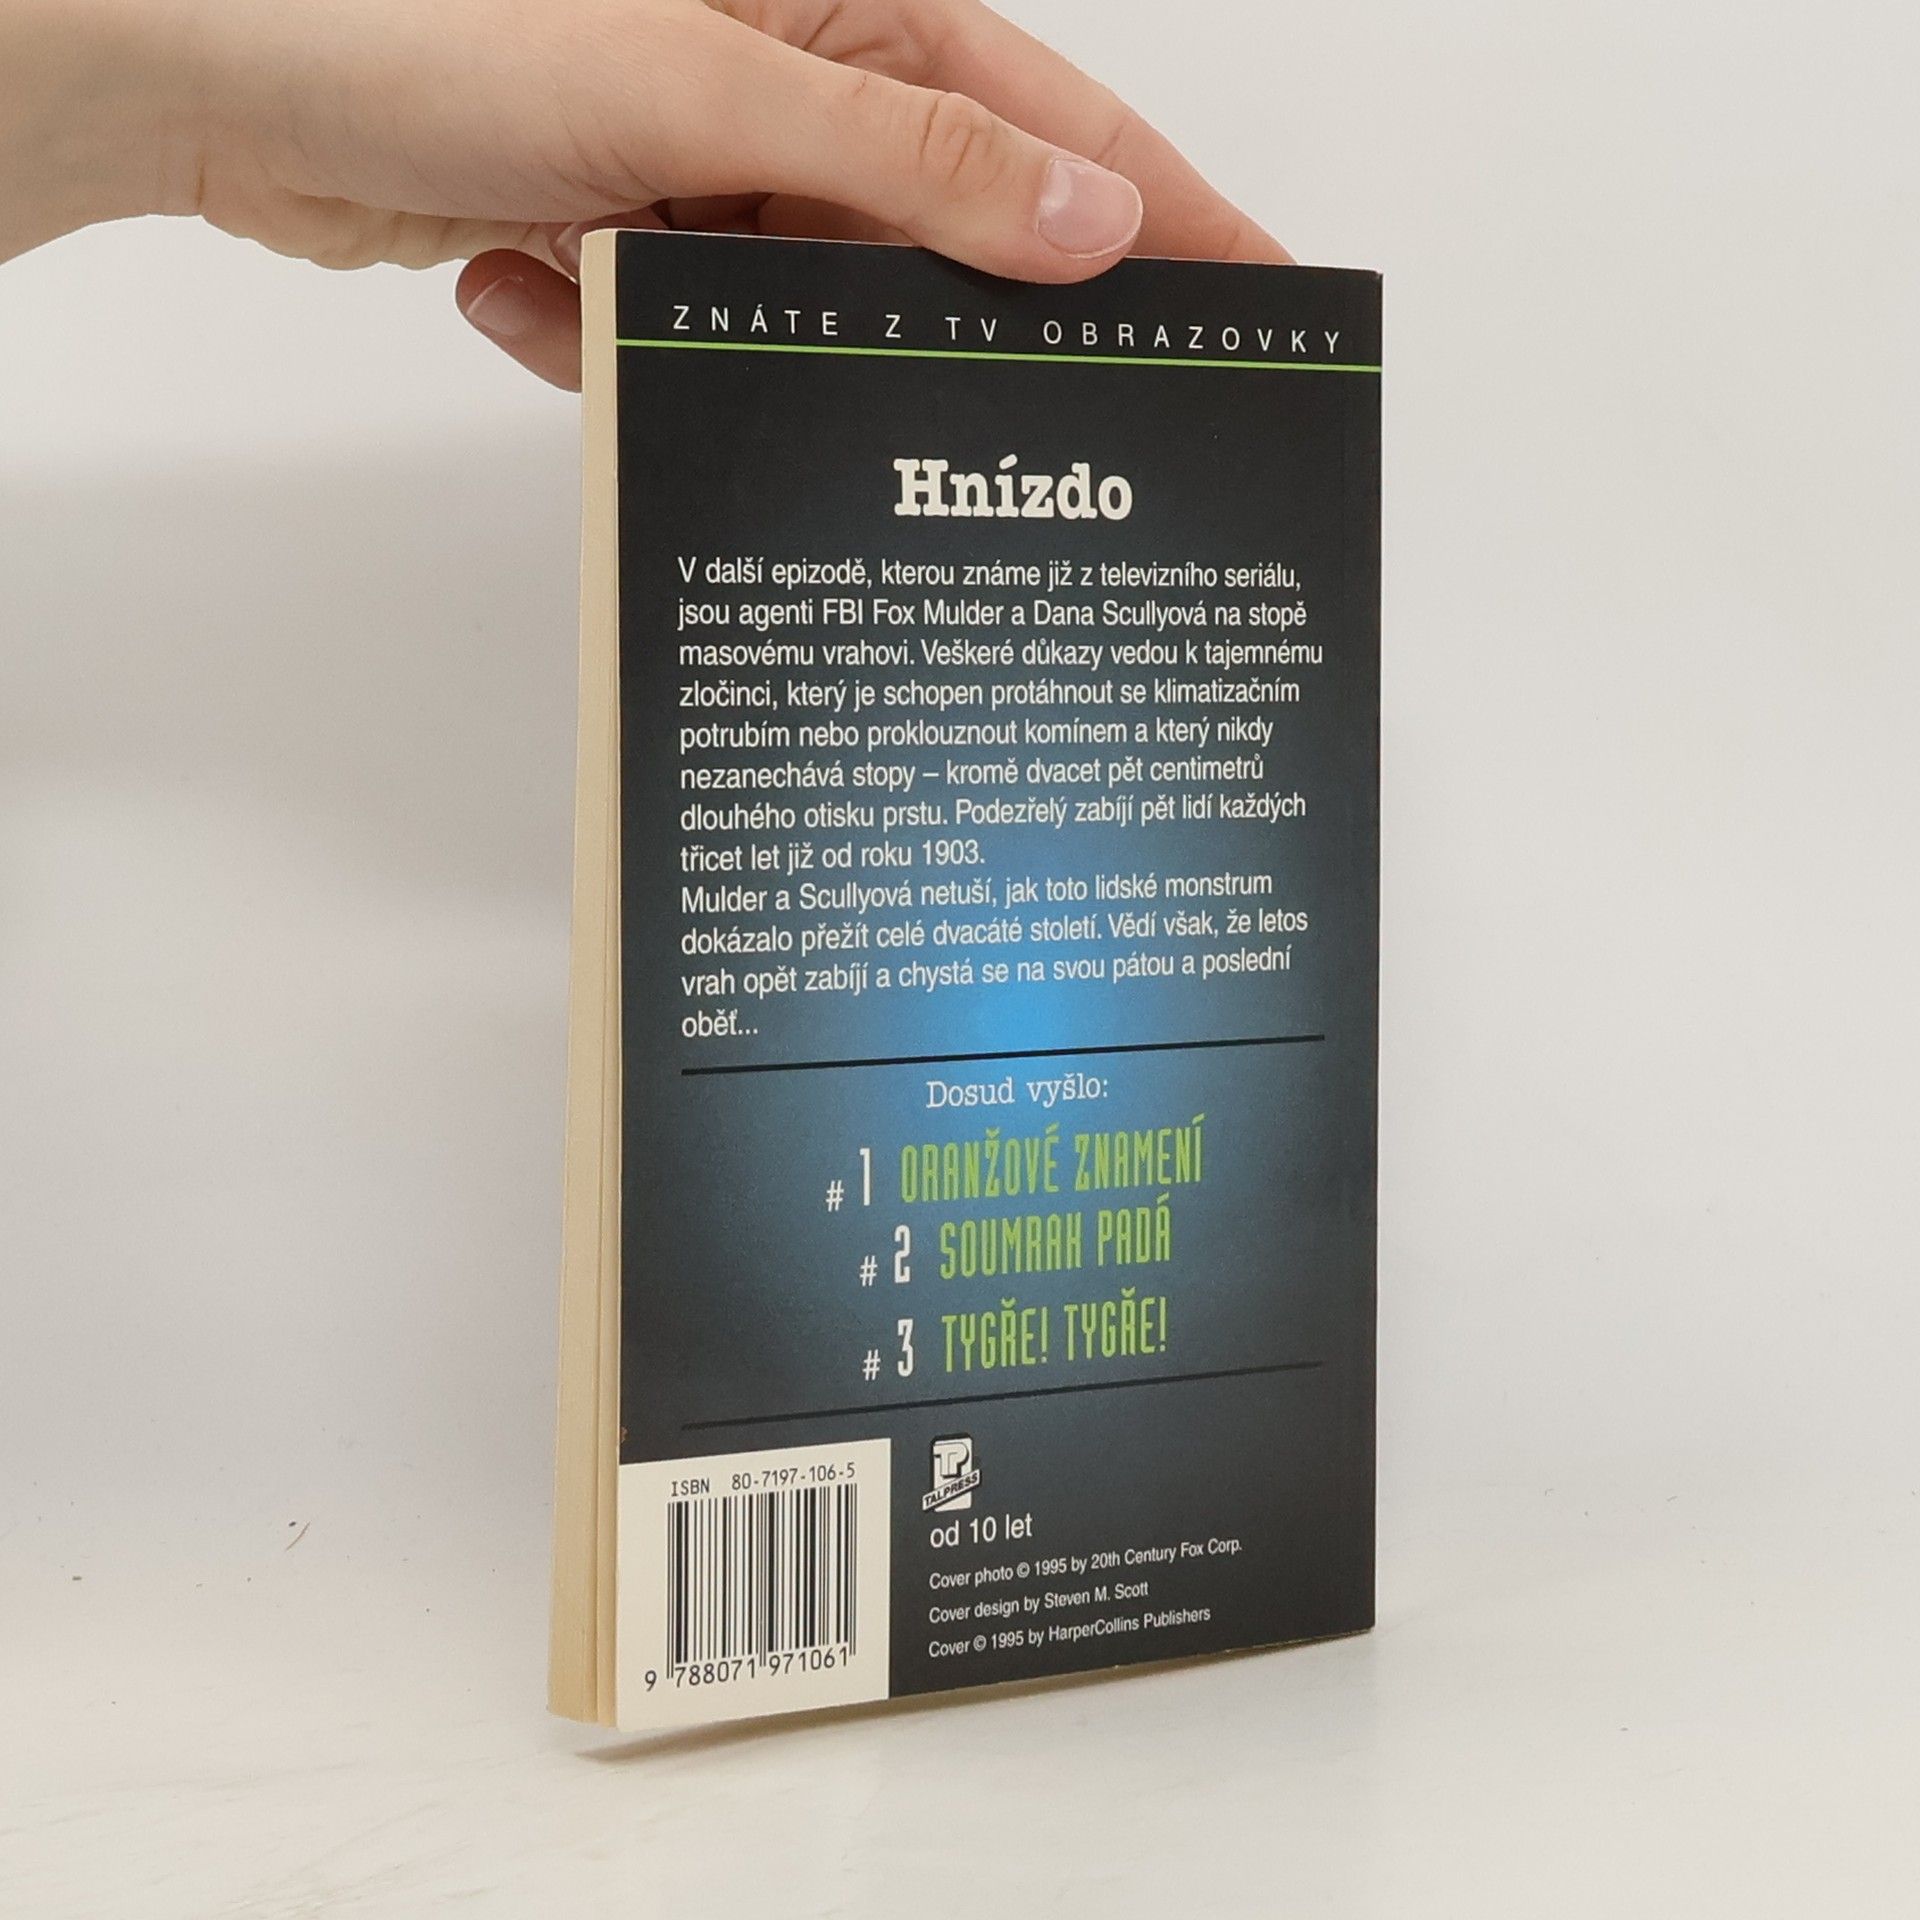 ZNÁTE Z TV OBRAZOVKY
Hnízdo
V další epizodě, kterou známe již z televizního seriálu,
jsou agenti FBI Fox Mulder a Dana Scullyová na stopě
masovému vrahovi. Veškeré důkazy vedou k tajemnému
zločinci, který je schopen protáhnout se klimatizačním
potrubím nebo proklouznout komínem a který nikdy
nezanechává stopy – kromě dvacet pět centimetrů
dlouhého otisku prstu. Podezřelý zabíjí pět lidí každých
třicet let již od roku 1903.
Mulder a Scullyová netuší, jak toto lidské monstrum
dokázalo přežít celé dvacáté století. Vědí však, že letos
vrah opět zabíjí a chystá se na svou pátou a poslední
oběť...
Dosud vyšlo:
# 1 ORANŽOVÉ ZNAMENÍ
# 2 SOUMRAK PADÁ
# 3 TYGŘE! TYGŘE!
ISBN 80-7197-106-5
9 788071 971061
TP
TALPRESS
od 10 let
Cover photo © 1995 by 20th Century Fox Corp.
Cover design by Steven M. Scott
Cover © 1995 by HarperCollins Publishers